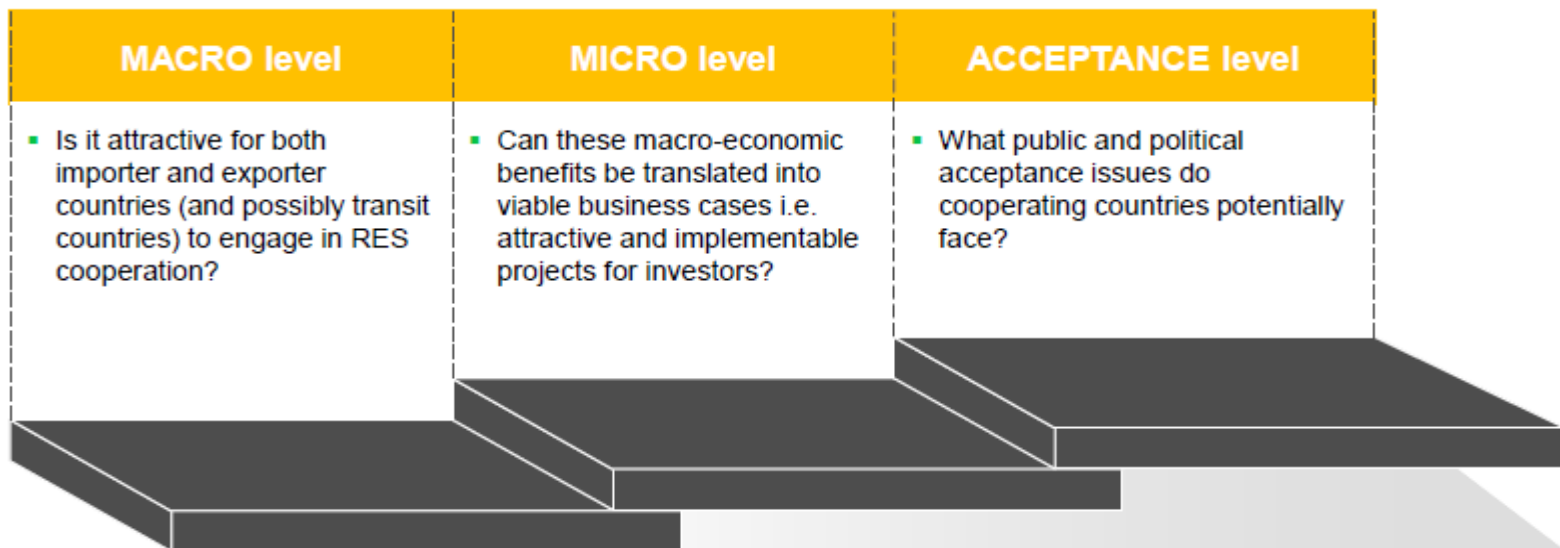 MACRO level
▪ Is it attractive for both
importer and exporter
countries (and possibly transit
countries) to engage in RES
cooperation?
MICRO level
▪ Can these macro-economic
benefits be translated into
viable business cases i.e.
attractive and implementable
projects for investors?
ACCEPTANCE level
▪ What public and political
acceptance issues do
cooperating countries potentially
face?